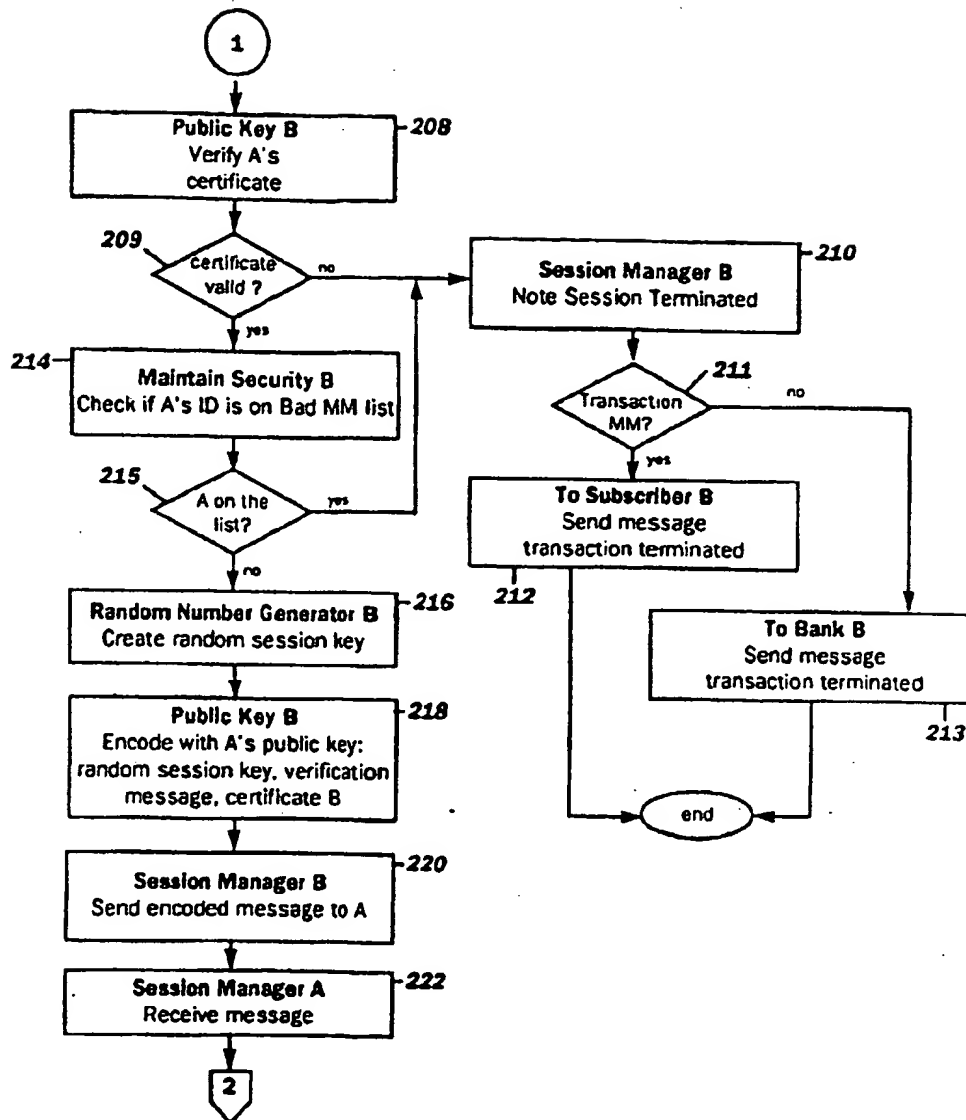 1
Public Key B
208
Verify A's
certificate
209
certificate
valid ?
no
yes
Session Manager B
210
Note Session Terminated
214
Maintain Security B
Check if A's ID is on Bad MM list
211
Transaction
MM?
no
yes
215
A on the
list?
yes
no
To Subscriber B
Send message
transaction terminated
212
Random Number Generator B
216
Create random session key
To Bank B
Send message
transaction terminated
213
Public Key B
218
Encode with A's public key:
random session key, verification
message, certificate B
end
Session Manager B
220
Send encoded message to A
Session Manager A
222
Receive message
2